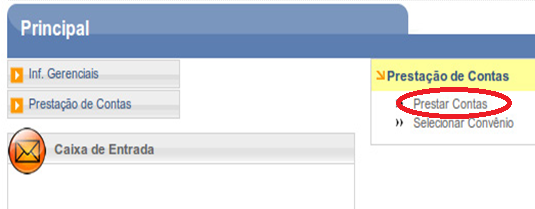 Principal
Inf. Gerenciais
Prestação de Contas
Caixa de Entrada
Prestação de Contas
Prestar Contas
Selecionar Convênio